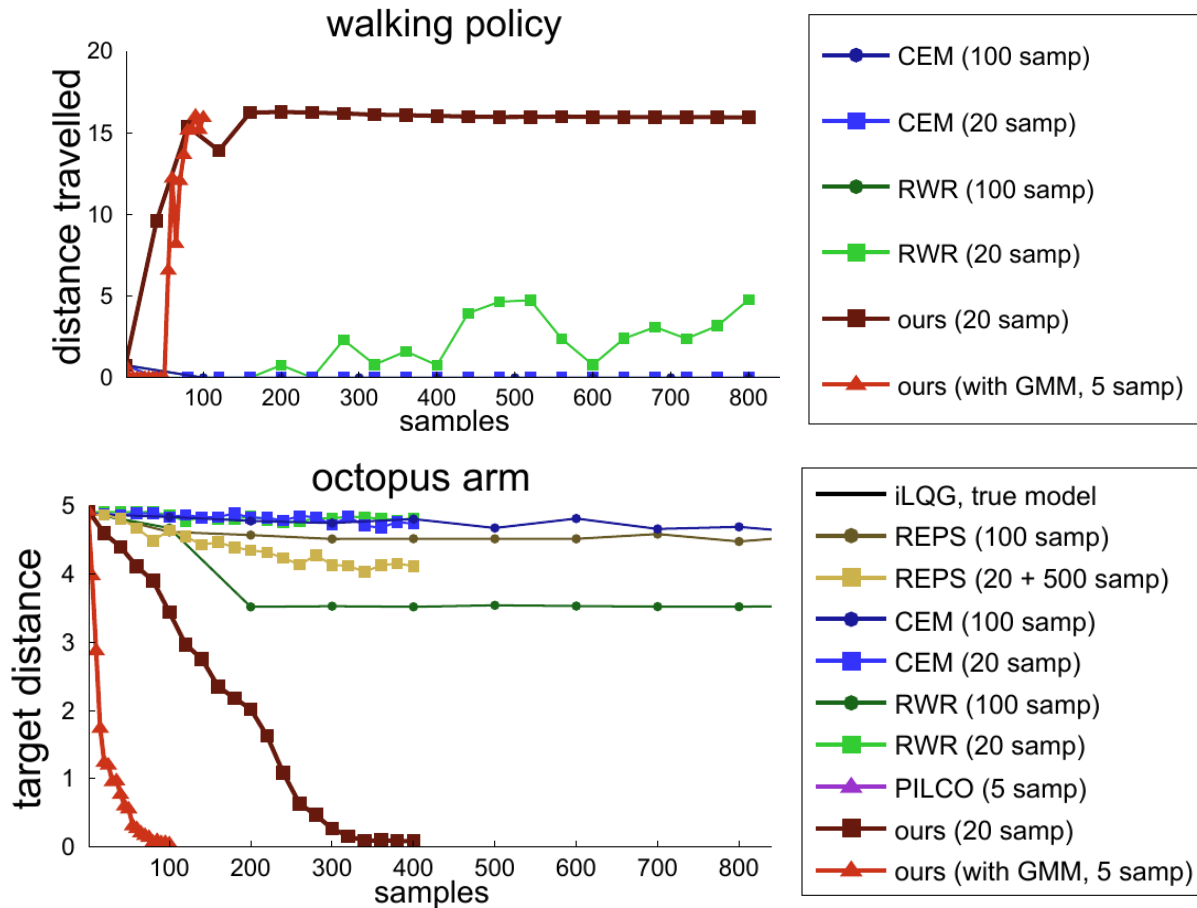 walking policy
distance travelled
20
15
10
5
0
100 200 300 400 500 600 700 800
samples
CEM (100 samp)
CEM (20 samp)
RWR (100 samp)
RWR (20 samp)
ours (20 samp)
ours (with GMM, 5 samp)
octopus arm
target distance
5
4
3
2
1
0
100 200 300 400 500 600 700 800
samples
iLQG, true model
REPS (100 samp)
REPS (20 + 500 samp)
CEM (100 samp)
CEM (20 samp)
RWR (100 samp)
RWR (20 samp)
PILCO (5 samp)
ours (20 samp)
ours (with GMM, 5 samp)